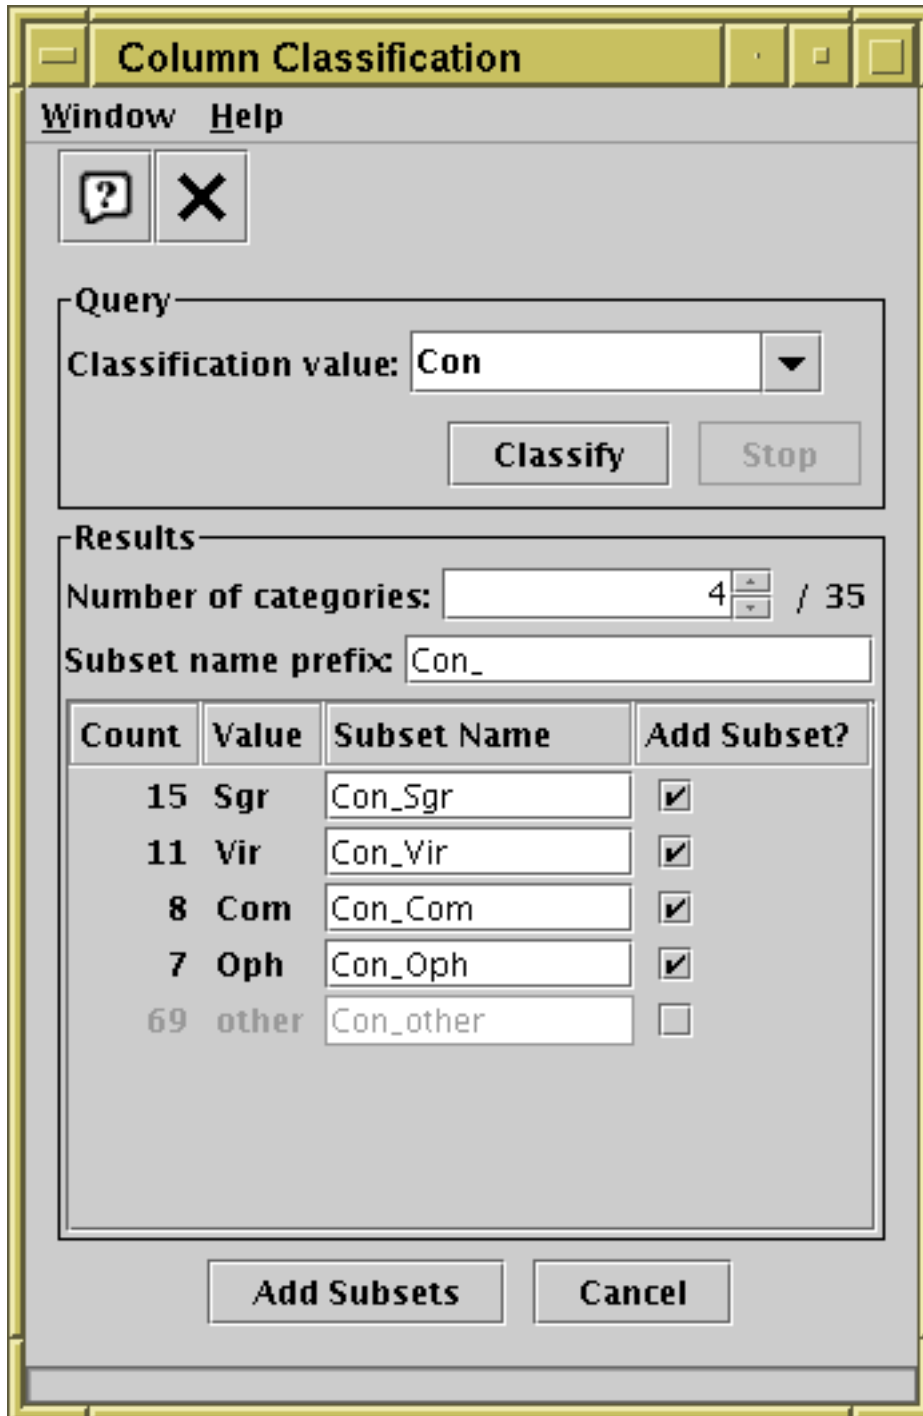 Column Classification
Window Help
?
Query
Classification value: Con
Classify Stop
Results
Number of categories: 4 / 35
Subset name prefix: Con_
Count Value Subset Name Add Subset?
15 Sgr Con_Sgr
11 Vir Con_Vir
8 Com Con_Com
7 Oph Con_Oph
69 other Con_other
Add Subsets Cancel